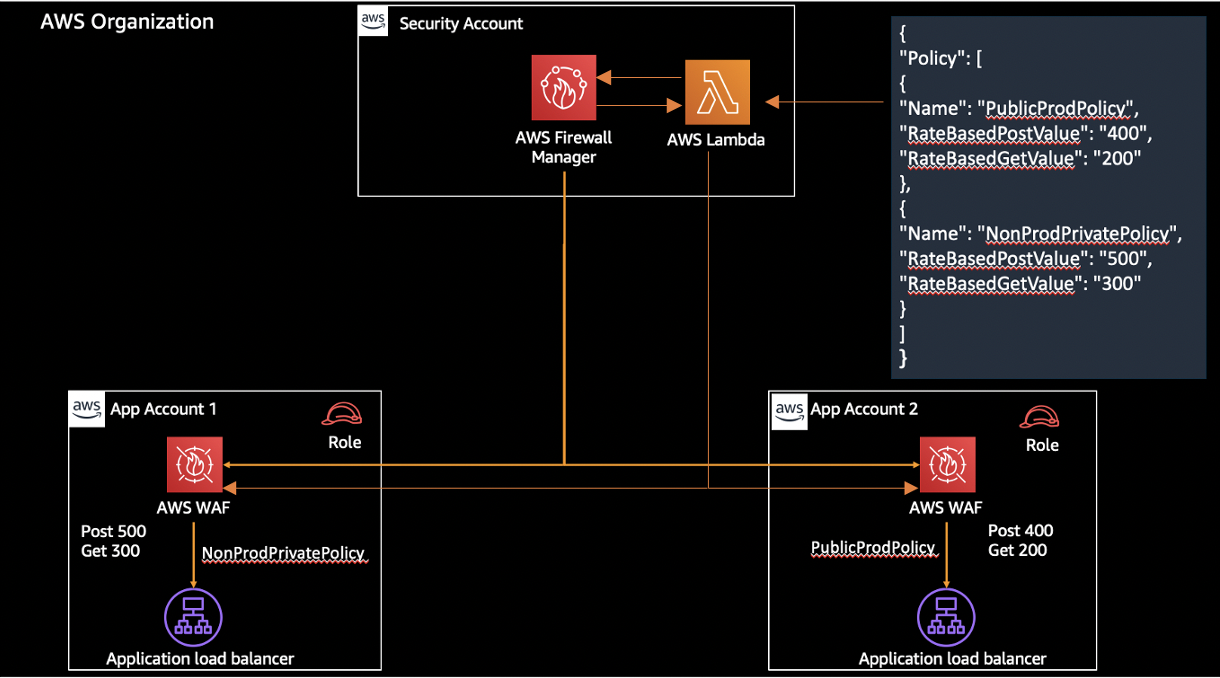 AWS Organization
aws
Security Account
AWS Firewall
Manager
AWS Lambda
{
"Policy": [
{
"Name": "PublicProdPolicy",
"RateBasedPostValue": "400",
"RateBasedGetValue": "200"
},
{
"Name": "NonProdPrivatePolicy",
"RateBasedPostValue": "500",
"RateBasedGetValue": "300"
}
]
}
aws
App Account 1
Role
AWS WAF
Post 500
Get 300
NonProdPrivatePolicy
Application load balancer
aws
App Account 2
Role
AWS WAF
Post 400
Get 200
PublicProdPolicy
Application load balancer